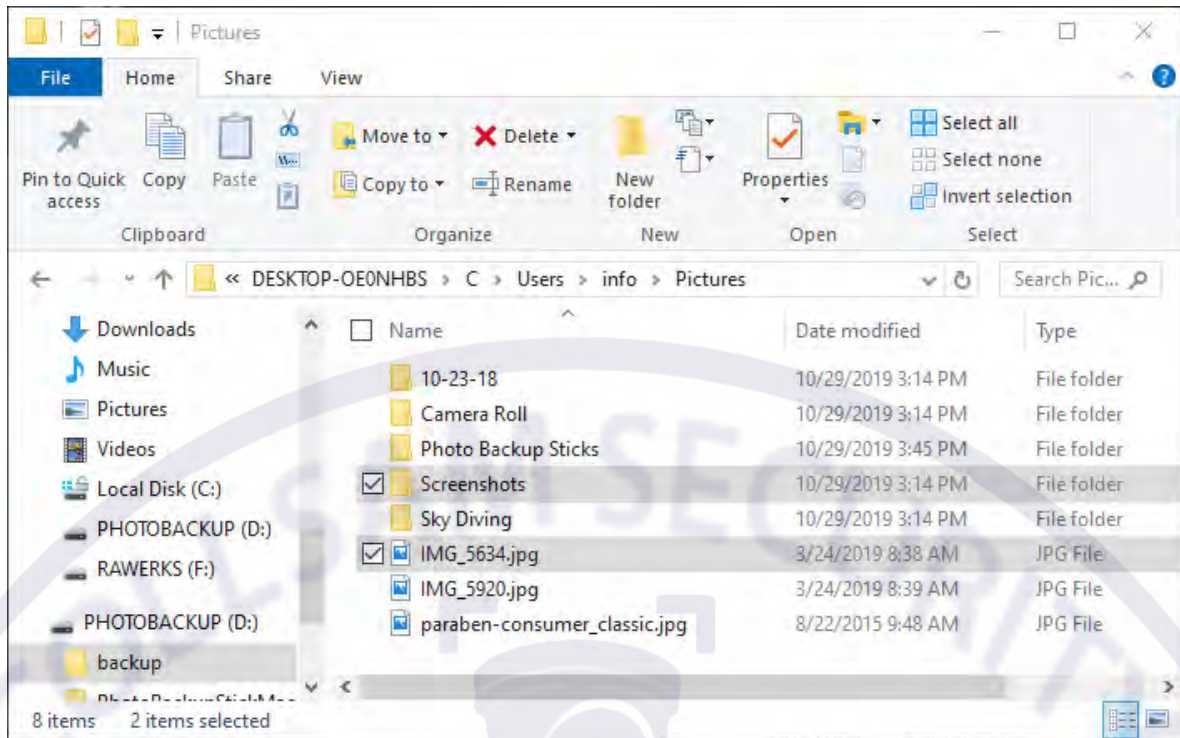 Pictures
File Home Share View
Pin to Quick access Copy Paste
Move to Delete
Copy to Rename
New folder
Properties
Select all
Select none
Invert selection
Clipboard Organize New Open Select
« DESKTOP-OE0NHBS > C > Users > info > Pictures Search Pic...
Downloads
Music
Pictures
Videos
Local Disk (C:)
PHOTOBACKUP (D:)
RAWERKS (F:)
PHOTOBACKUP (D:)
backup
Name Date modified Type
10-23-18 10/29/2019 3:14 PM File folder
Camera Roll 10/29/2019 3:14 PM File folder
Photo Backup Sticks 10/29/2019 3:45 PM File folder
Screenshots 10/29/2019 3:14 PM File folder
Sky Diving 10/29/2019 3:14 PM File folder
IMG_5634.jpg 3/24/2019 8:38 AM JPG File
IMG_5920.jpg 3/24/2019 8:39 AM JPG File
paraben-consumer_classic.jpg 8/22/2015 9:48 AM JPG File
8 items 2 items selected